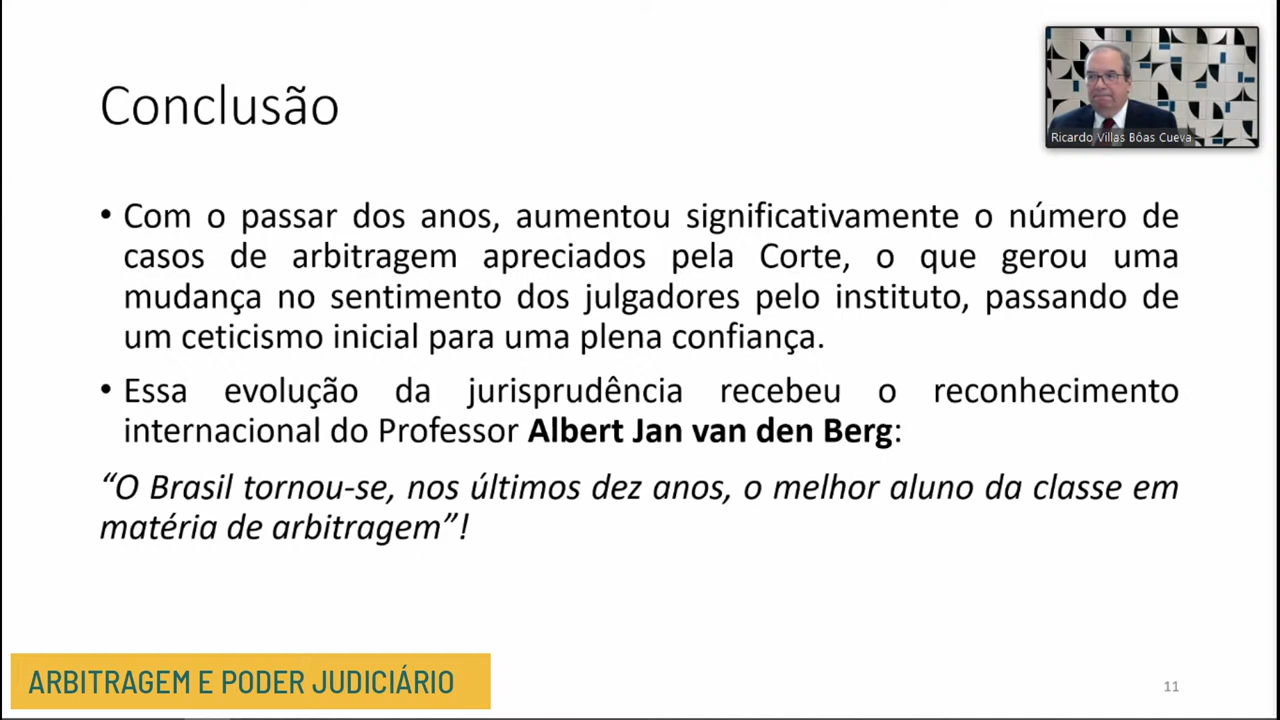 Conclusão
Ricardo Villas Bôas Cueva
• Com o passar dos anos, aumentou significativamente o número de
casos de arbitragem apreciados pela Corte, o que gerou uma
mudança no sentimento dos julgadores pelo instituto, passando de
um ceticismo inicial para uma plena confiança.
• Essa evolução da jurisprudência recebeu o reconhecimento
internacional do Professor Albert Jan van den Berg:
“O Brasil tornou-se, nos últimos dez anos, o melhor aluno da classe em
matéria de arbitragem”!
ARBITRAGEM E PODER JUDICIÁRIO
11